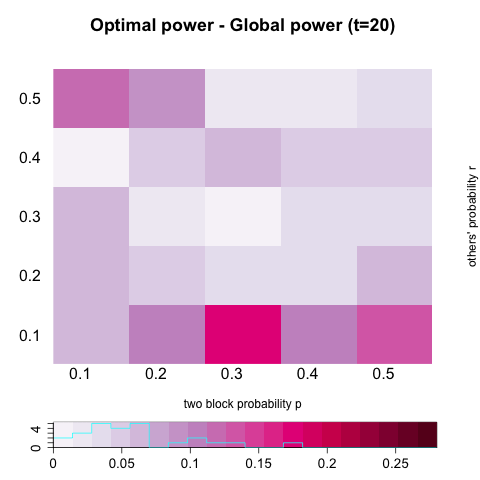 Optimal power - Global power (t=20)
0.5
0.4
0.3
0.2
0.1
others' probability r
0.1 0.2 0.3 0.4 0.5
two block probability p
0 4
0 0.05 0.1 0.15 0.2 0.25